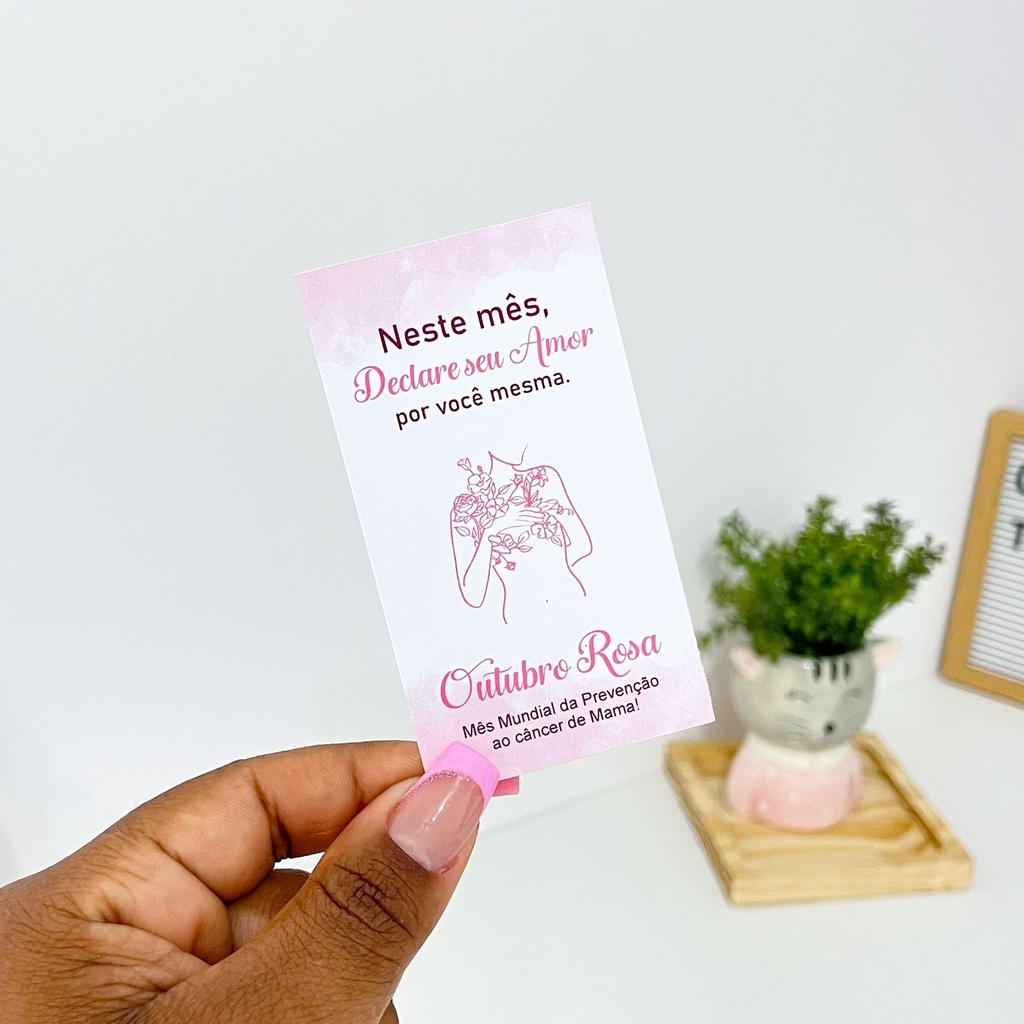 Neste mês,
Declare seu Amor
por você mesma.
Outubro Rosa
Mês Mundial da Prevenção
ao câncer de Mama!